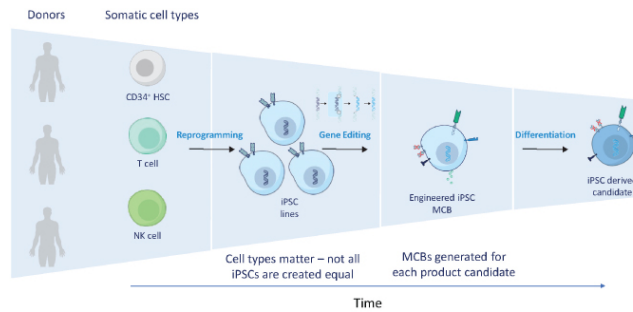 Donors
Somatic cell types
CD34⁺ HSC
T cell
NK cell
Reprogramming
iPSC
lines
Gene Editing
Engineered iPSC
MCB
Differentiation
iPSC derived
candidate
Cell types matter – not all
iPSCs are created equal
MCBs generated for
each product candidate
Time